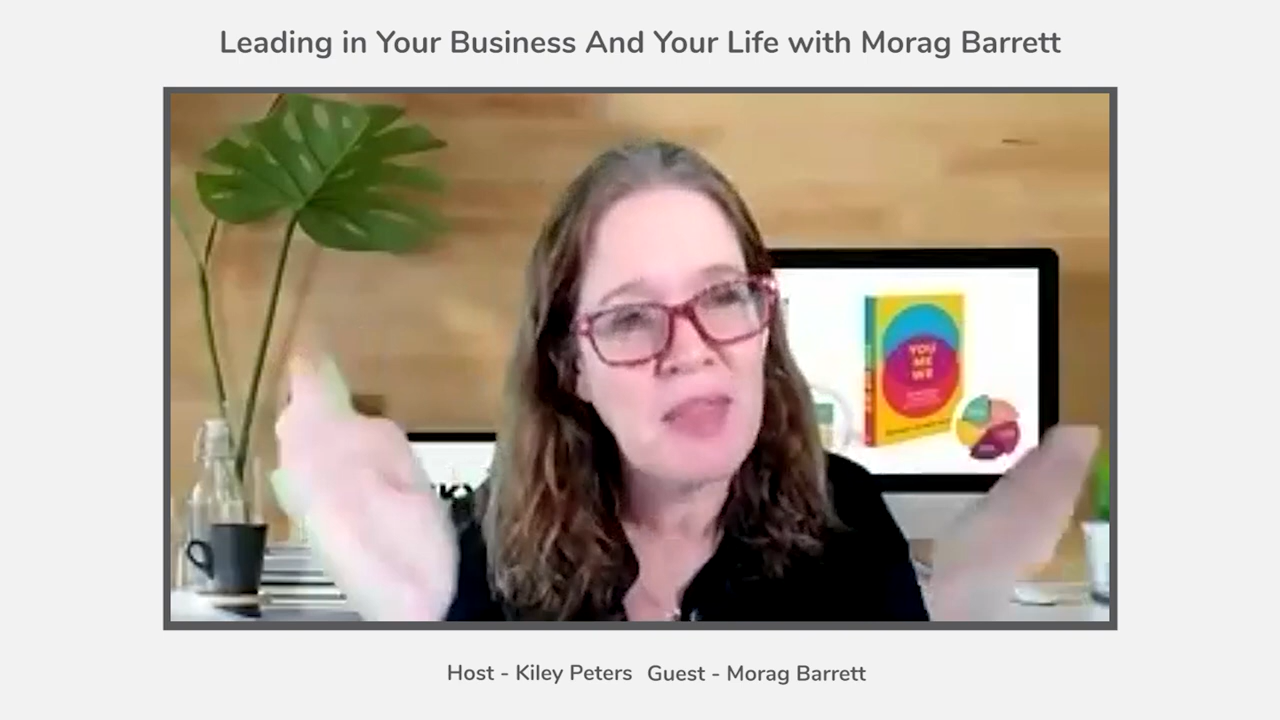 Leading in Your Business And Your Life with Morag Barrett
YOU
ME
WE
Host - Kiley Peters Guest - Morag Barrett